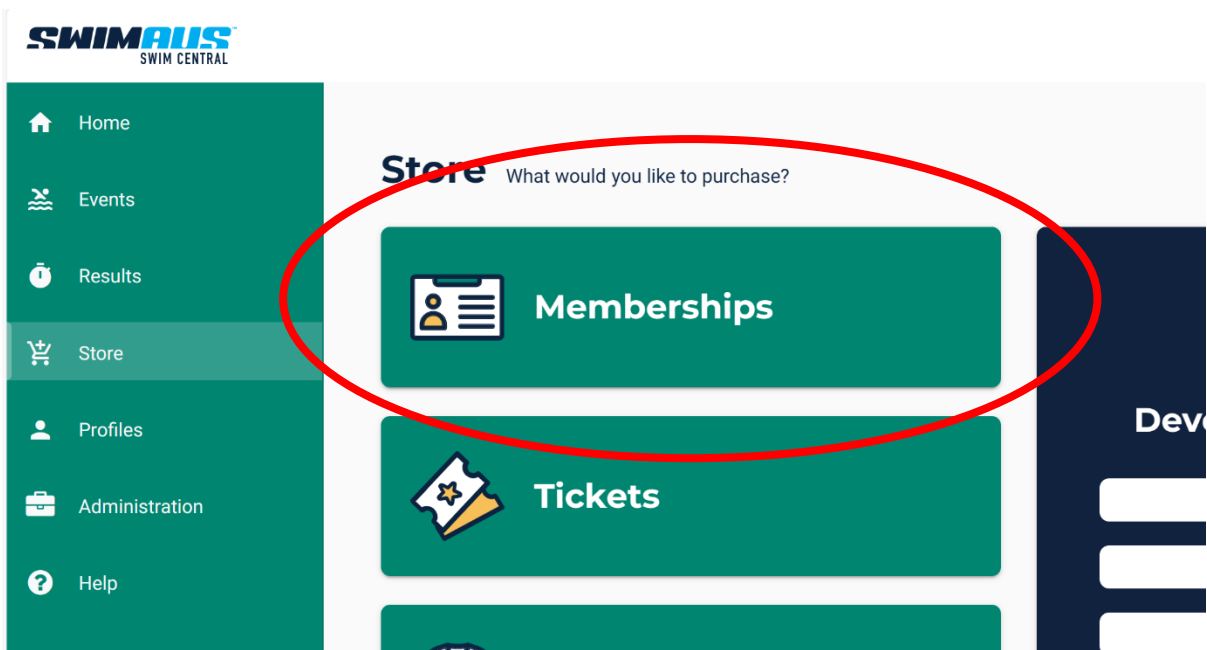 SWIMAUS
SWIM CENTRAL
Home
Events
Results
Store
Profiles
Administration
Help
Store What would you like to purchase?
Memberships
Tickets